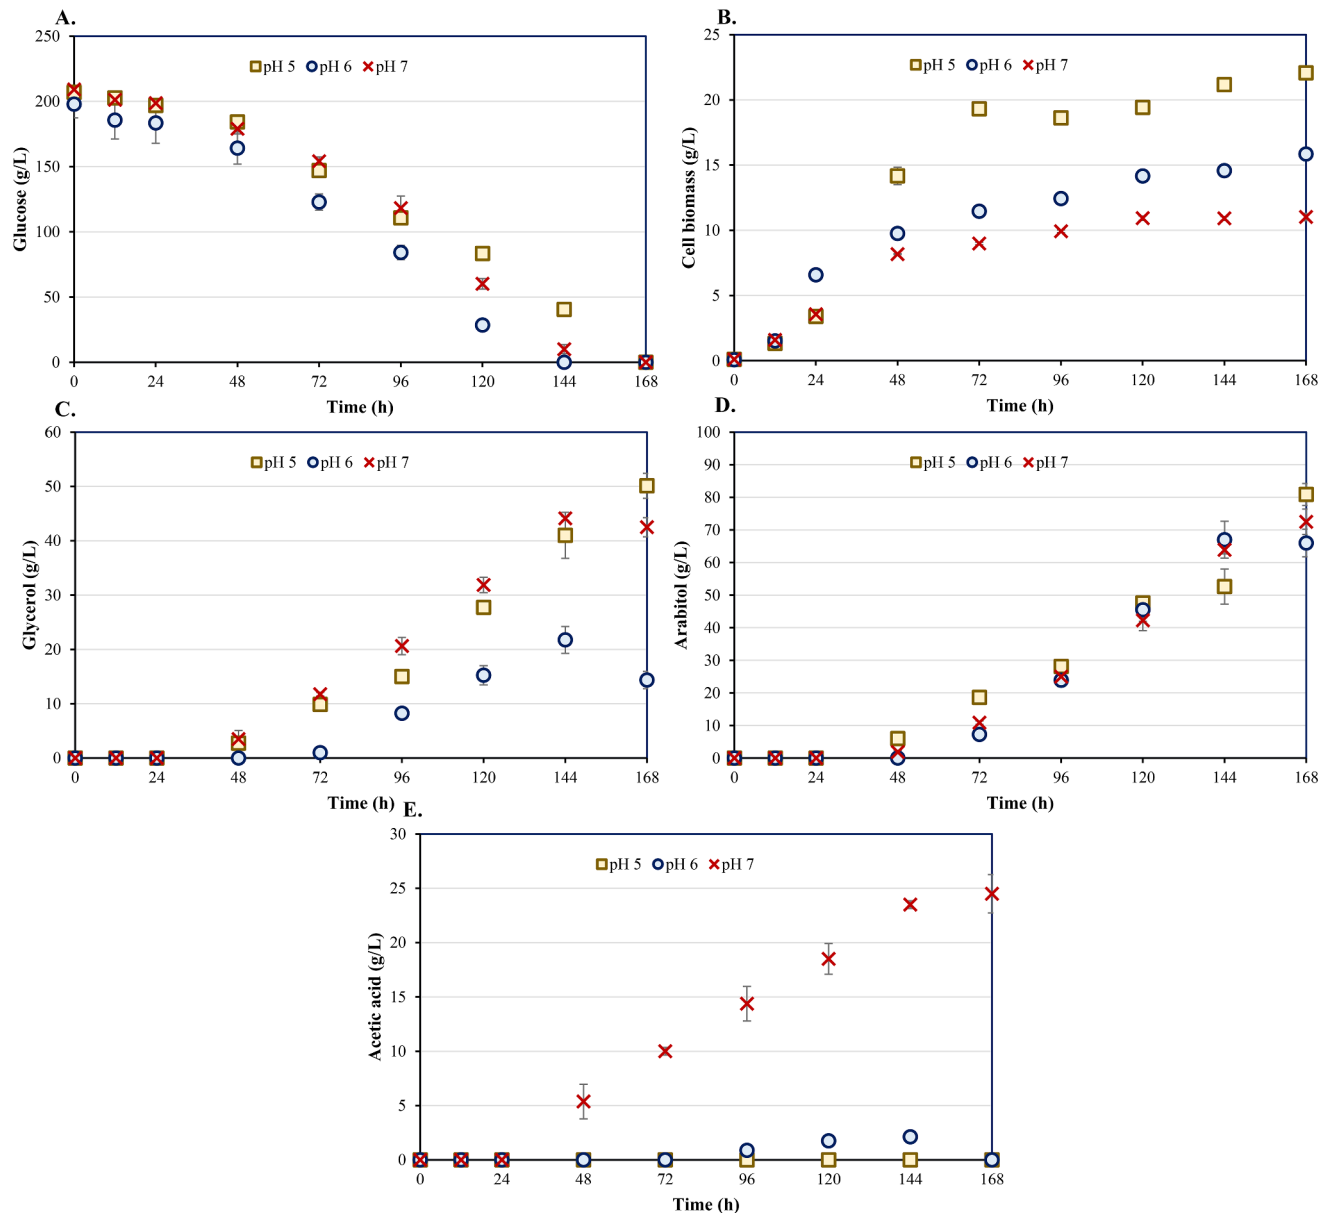 A.
250
200
150
100
50
0
Glucose (g/L)
pH 5 pH 6 pH 7
0 24 48 72 96 120 144 168
Time (h)
B.
25
20
15
10
5
0
Cell biomass (g/L)
pH 5 pH 6 pH 7
0 24 48 72 96 120 144 168
Time (h)
C.
60
50
40
30
20
10
0
Glycerol (g/L)
pH 5 pH 6 pH 7
0 24 48 72 96 120 144 168
Time (h)
D.
100
90
80
70
60
50
40
30
20
10
0
Arabitol (g/L)
pH 5 pH 6 pH 7
0 24 48 72 96 120 144 168
Time (h)
E.
30
25
20
15
10
5
0
Acetic acid (g/L)
pH 5 pH 6 pH 7
0 24 48 72 96 120 144 168
Time (h)